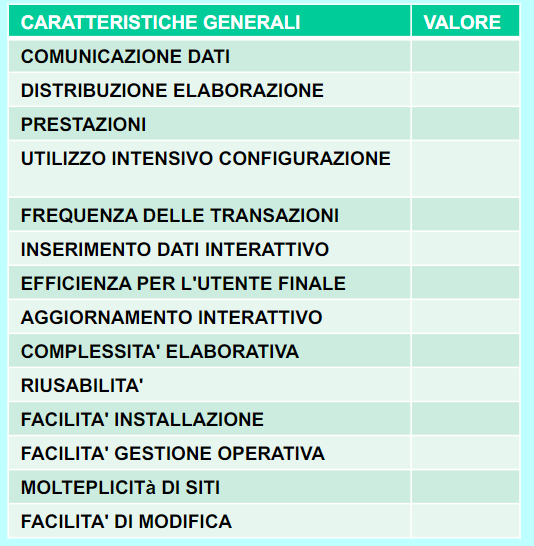 CARATTERISTICHE GENERALI VALORE
COMUNICAZIONE DATI
DISTRIBUZIONE ELABORAZIONE
PRESTAZIONI
UTILIZZO INTENSIVO CONFIGURAZIONE
FREQUENZA DELLE TRANSAZIONI
INSERIMENTO DATI INTERATTIVO
EFFICIENZA PER L'UTENTE FINALE
AGGIORNAMENTO INTERATTIVO
COMPLESSITA' ELABORATIVA
RIUSABILITA'
FACILITA' INSTALLAZIONE
FACILITA' GESTIONE OPERATIVA
MOLTEPLICITà DI SITI
FACILITA' DI MODIFICA